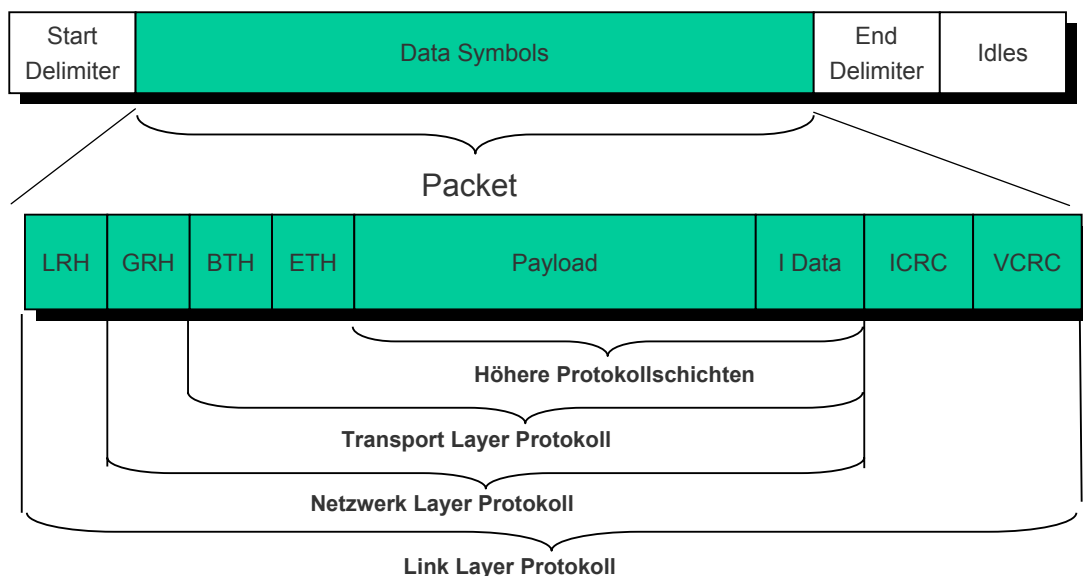 Start
Delimiter
Data Symbols
End
Delimiter
Idles
Packet
LRH
GRH
BTH
ETH
Payload
I Data
ICRC
VCRC
Höhere Protokollschichten
Transport Layer Protokoll
Netzwerk Layer Protokoll
Link Layer Protokoll